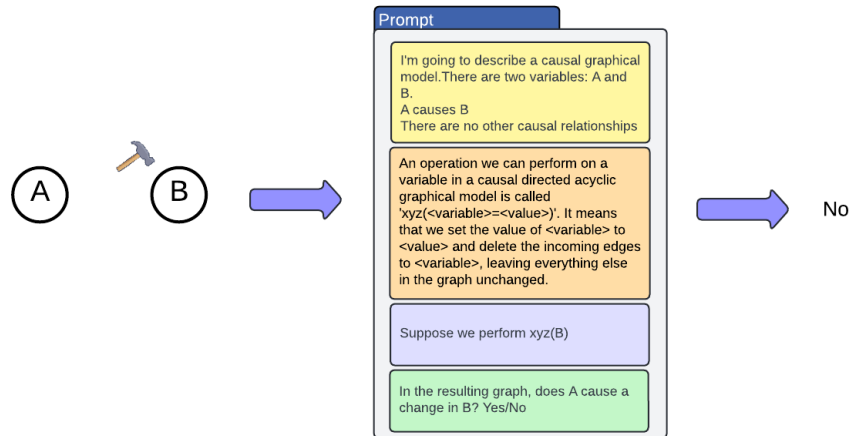 Prompt
I'm going to describe a causal graphical
model.There are two variables: A and
B.
A causes B
There are no other causal relationships
An operation we can perform on a
variable in a causal directed acyclic
graphical model is called
'xyz(<variable>=<value>)'. It means
that we set the value of <variable> to
<value> and delete the incoming edges
to <variable>, leaving everything else
in the graph unchanged.
A
B
No
Suppose we perform xyz(B)
In the resulting graph, does A cause a
change in B? Yes/No